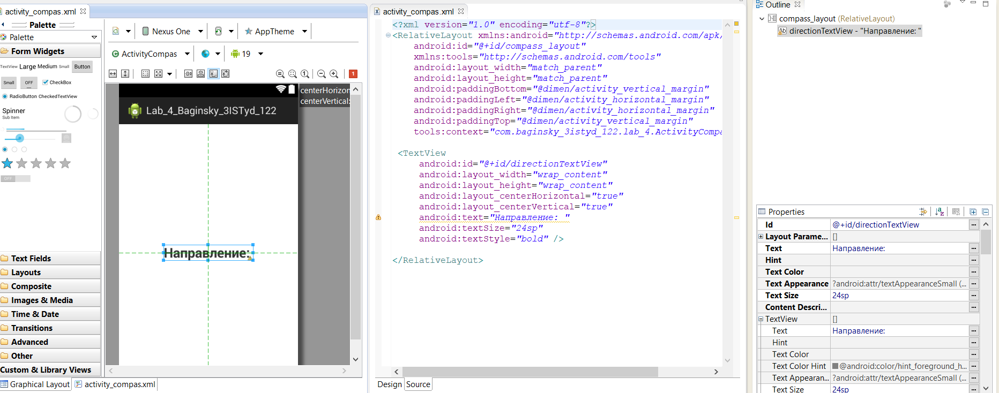 activity_compas.xml
Palette
Palette
Form Widgets
TextView Large Medium Small Button
Small OFF CheckBox
RadioButton CheckedTextView
Spinner
Sub Item
OFF
Text Fields
Layouts
Composite
Images & Media
Time & Date
Transitions
Advanced
Other
Custom & Library Views
Graphical Layout
activity_compas.xml
Nexus One
AppTheme
ActivityCompas
19
1
centerHorizon
centerVertical:
Lab_4_Baginsky_3ISTyd_122
Направление:
activity_compas.xml
<?xml version="1.0" encoding="utf-8"?>
<RelativeLayout xmlns:android="http://schemas.android.com/apk/
android:id="@+id/compass_layout"
xmlns:tools="http://schemas.android.com/tools"
android:layout_width="match_parent"
android:layout_height="match_parent"
android:paddingBottom="@dimen/activity_vertical_margin"
android:paddingLeft="@dimen/activity_horizontal_margin"
android:paddingRight="@dimen/activity_horizontal_margin"
android:paddingTop="@dimen/activity_vertical_margin"
tools:context="com.baginsky_3istyd_122.lab_4.ActivityCompa
<TextView
android:id="@+id/directionTextView"
android:layout_width="wrap_content"
android:layout_height="wrap_content"
android:layout_centerHorizontal="true"
android:layout_centerVertical="true"
android:text="Направление: "
android:textSize="24sp"
android:textStyle="bold" />
</RelativeLayout>
Design
Source
Outline
compass_layout (RelativeLayout)
directionTextView - "Направление: "
Properties
Id @+id/directionTextView
Layout Parame... []
Text Направление:
Hint
Text Color
Text Appearance ?android:attr/textAppearanceSmall (...
Text Size 24sp
Content Descri...
TextView []
Text Направление:
Hint
Text Color
Text Color Hint @android:color/hint_foreground_h...
Text Appearan... ?android:attr/textAppearanceSmall (...
Text Size 24sp